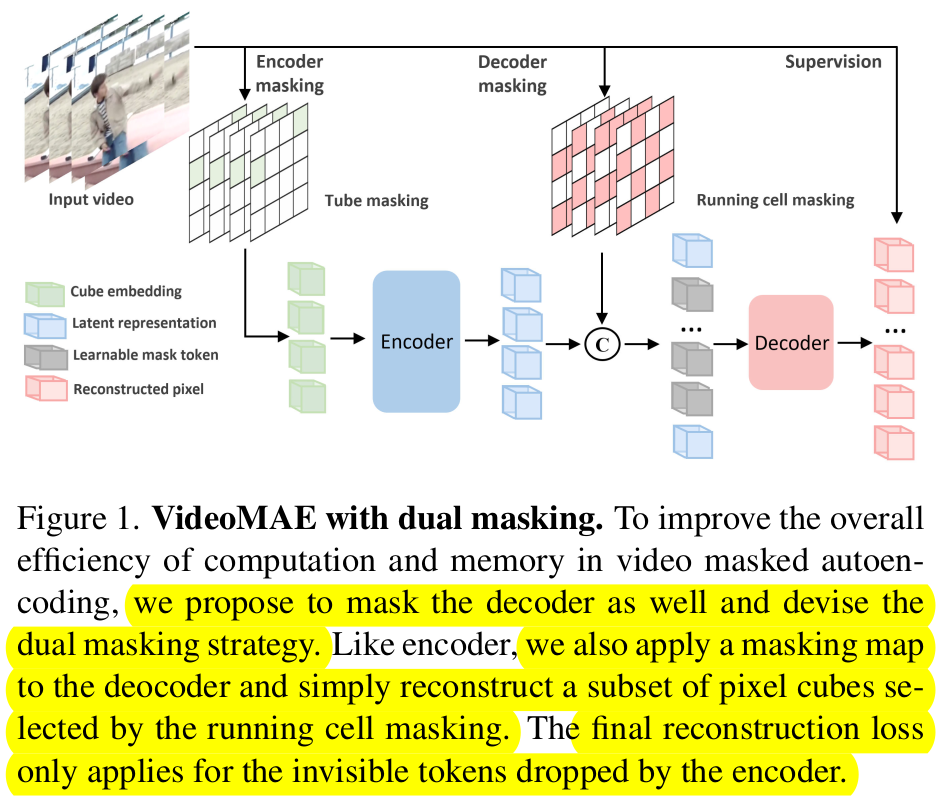 Encoder
masking
Decoder
masking
Supervision
Input video
Tube masking
Running cell masking
Cube embedding
Latent representation
Learnable mask token
Reconstructed pixel
Encoder
C
...
Decoder
...
Figure 1. VideoMAE with dual masking. To improve the overall
efficiency of computation and memory in video masked autoen-
coding, we propose to mask the decoder as well and devise the
dual masking strategy. Like encoder, we also apply a masking map
to the deocoder and simply reconstruct a subset of pixel cubes se-
lected by the running cell masking. The final reconstruction loss
only applies for the invisible tokens dropped by the encoder.